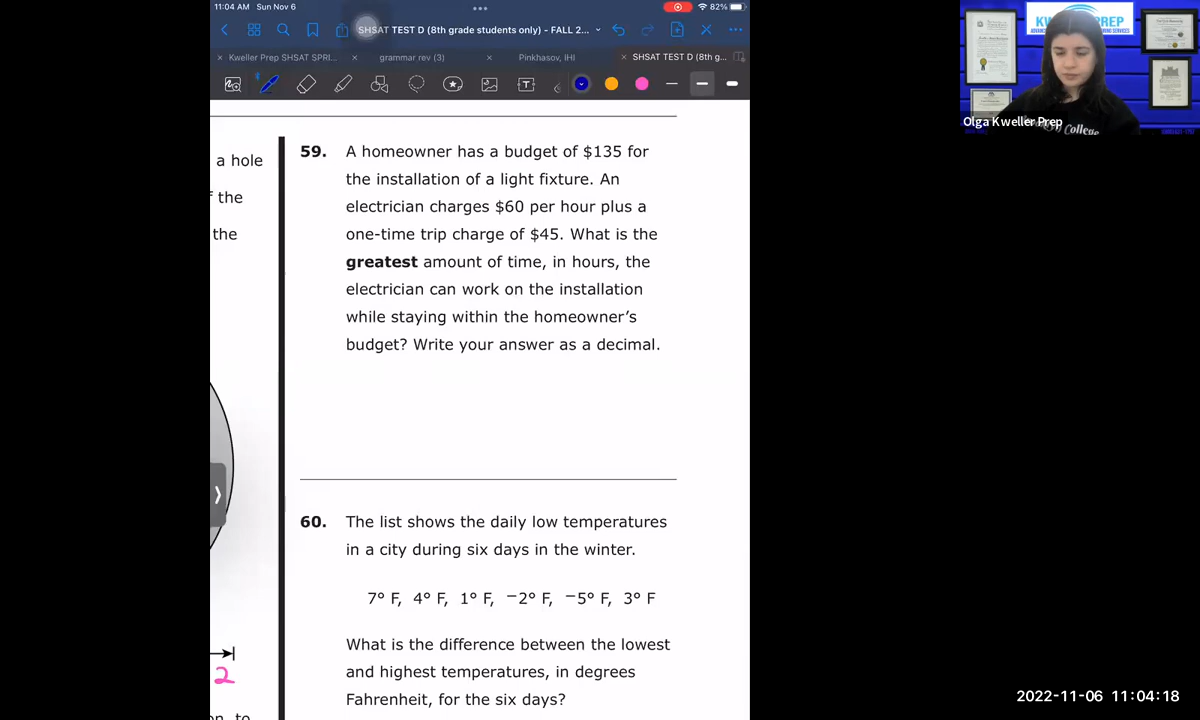 11:04 AM Sun Nov 6
82%
SHSAT TEST D (8th grade students only) - FALL 2...
Kweller Prep SHSAT SPRI...
grammar rev (3)
Pinkhasov, IHI
SHSAT TEST D (8th g...
a hole
the
the
59. A homeowner has a budget of $135 for
the installation of a light fixture. An
electrician charges $60 per hour plus a
one-time trip charge of $45. What is the
greatest amount of time, in hours, the
electrician can work on the installation
while staying within the homeowner's
budget? Write your answer as a decimal.
60. The list shows the daily low temperatures
in a city during six days in the winter.
7° F, 4° F, 1° F, −2° F, −5° F, 3° F
What is the difference between the lowest
and highest temperatures, in degrees
Fahrenheit, for the six days?
2
to
College
Olga Kweller Prep
2022-11-06 11:04:18